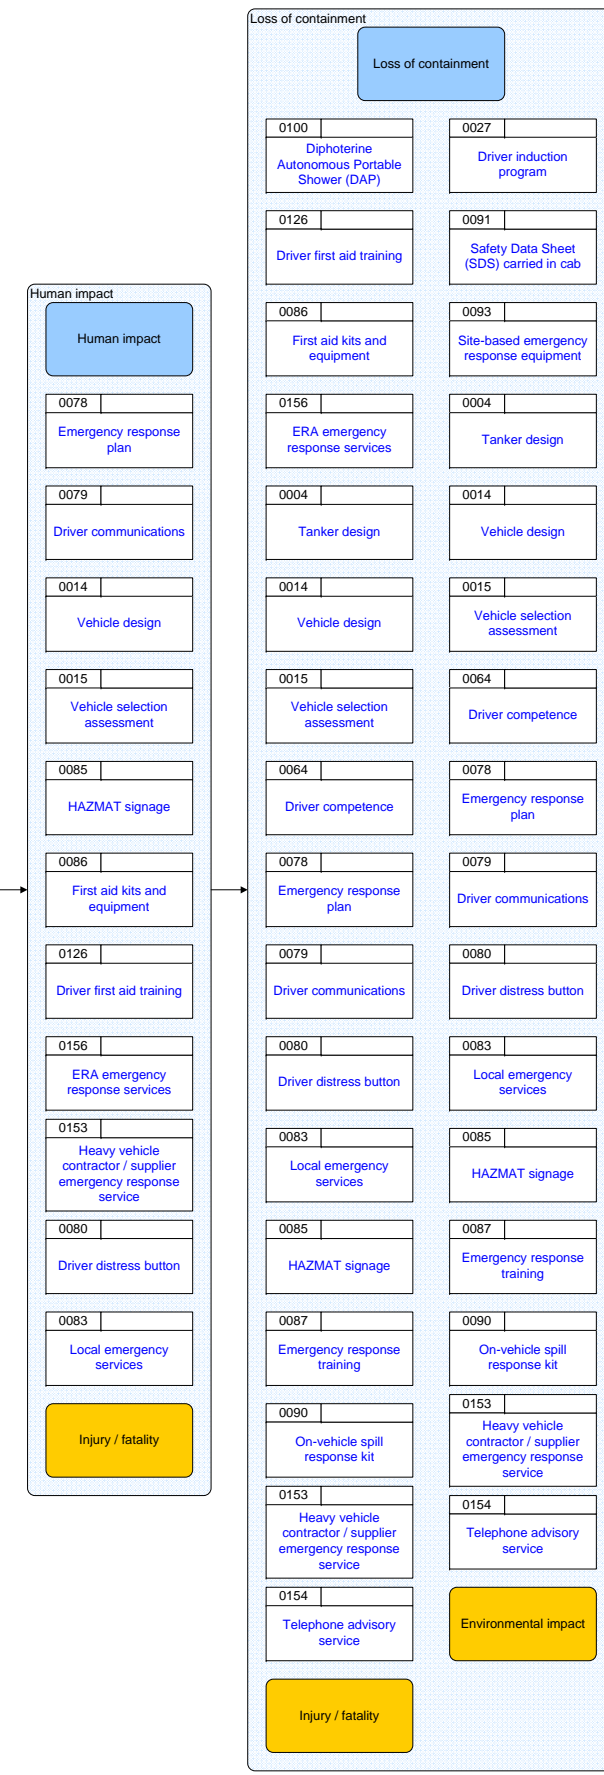 Human impact
Human impact
0078
Emergency response
plan
0079
Driver communications
0014
Vehicle design
0015
Vehicle selection
assessment
0085
HAZMAT signage
0086
First aid kits and
equipment
0126
Driver first aid training
0156
ERA emergency
response services
0153
Heavy vehicle
contractor / supplier
emergency response
service
0080
Driver distress button
0083
Local emergency
services
Injury / fatality
Loss of containment
Loss of containment
0100
Diphoterine
Autonomous Portable
Shower (DAP)
0126
Driver first aid training
0086
First aid kits and
equipment
0156
ERA emergency
response services
0004
Tanker design
0014
Vehicle design
0015
Vehicle selection
assessment
0064
Driver competence
0078
Emergency response
plan
0079
Driver communications
0080
Driver distress button
0083
Local emergency
services
0085
HAZMAT signage
0087
Emergency response
training
0090
On-vehicle spill
response kit
0153
Heavy vehicle
contractor / supplier
emergency response
service
0154
Telephone advisory
service
Injury / fatality
0027
Driver induction
program
0091
Safety Data Sheet
(SDS) carried in cab
0093
Site-based emergency
response equipment
0004
Tanker design
0014
Vehicle design
0015
Vehicle selection
assessment
0064
Driver competence
0078
Emergency response
plan
0079
Driver communications
0080
Driver distress button
0083
Local emergency
services
0085
HAZMAT signage
0087
Emergency response
training
0090
On-vehicle spill
response kit
0153
Heavy vehicle
contractor / supplier
emergency response
service
0154
Telephone advisory
service
Environmental impact